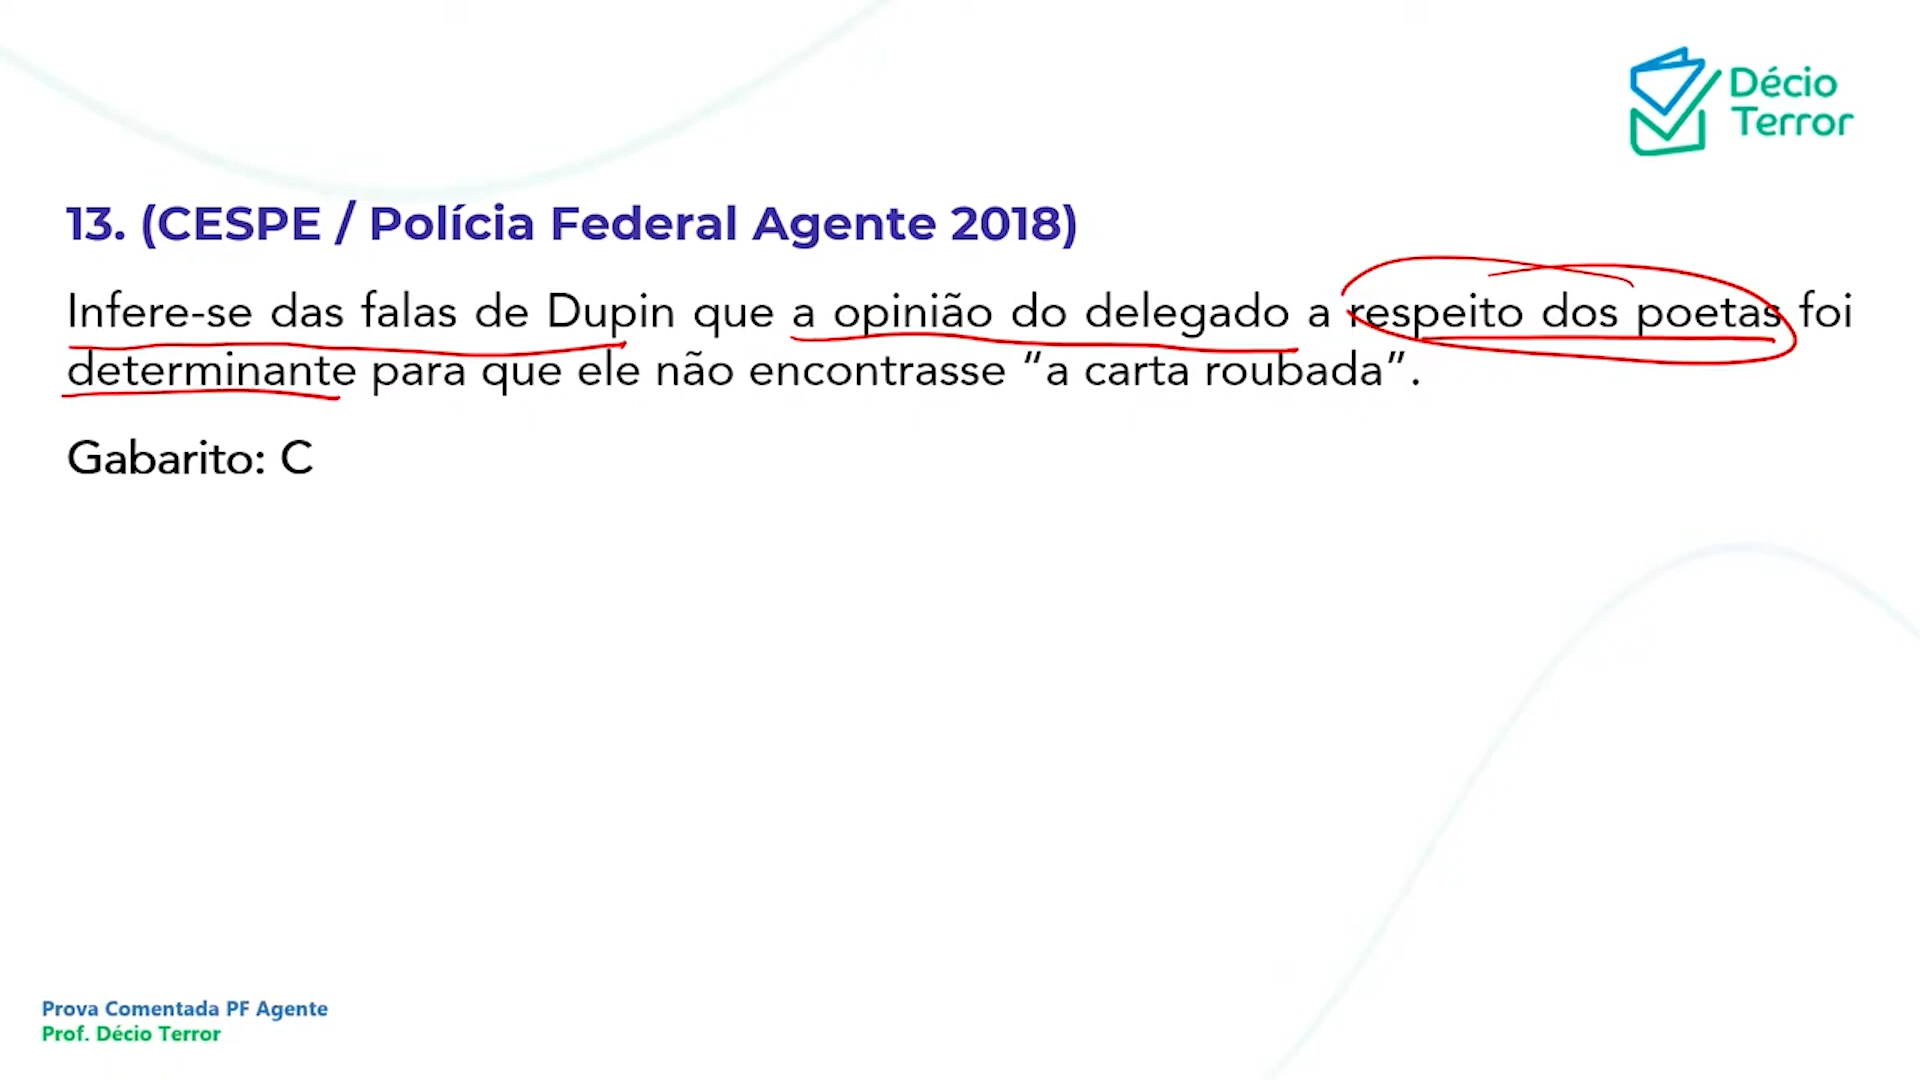 Décio
Terror
13. (CESPE / Polícia Federal Agente 2018)
Infere-se das falas de Dupin que a opinião do delegado a respeito dos poetas foi
determinante para que ele não encontrasse “a carta roubada”.
Gabarito: C
Prova Comentada PF Agente
Prof. Décio Terror